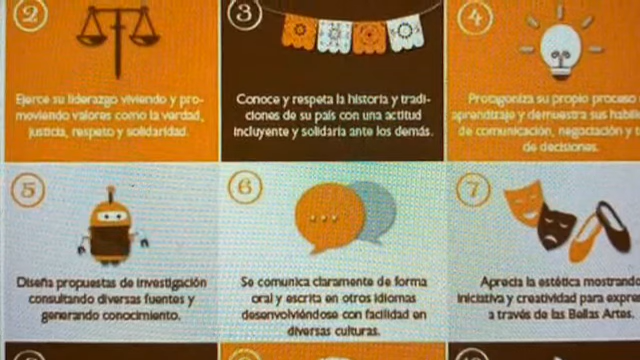 2
Ejerce su liderazgo viviendo y pro-
moviendo valores como la verdad,
justicia, respeto y solidaridad.
3
Conoce y respeta la historia y tradi-
ciones de su país con una actitud
incluyente y solidaria ante los demás.
4
Protagoniza su propio proceso
aprendizaje y demuestra sus
de comunicación, negociación y
de decisiones.
5
Diseña propuestas de investigación
consultando diversas fuentes y
generando conocimiento.
6
Se comunica claramente de forma
oral y escrita en otros idiomas
desenvolviéndose con facilidad en
diversas culturas.
7
Aprecia la estética mostrando
iniciativa y creatividad para
a través de las Bellas Artes.